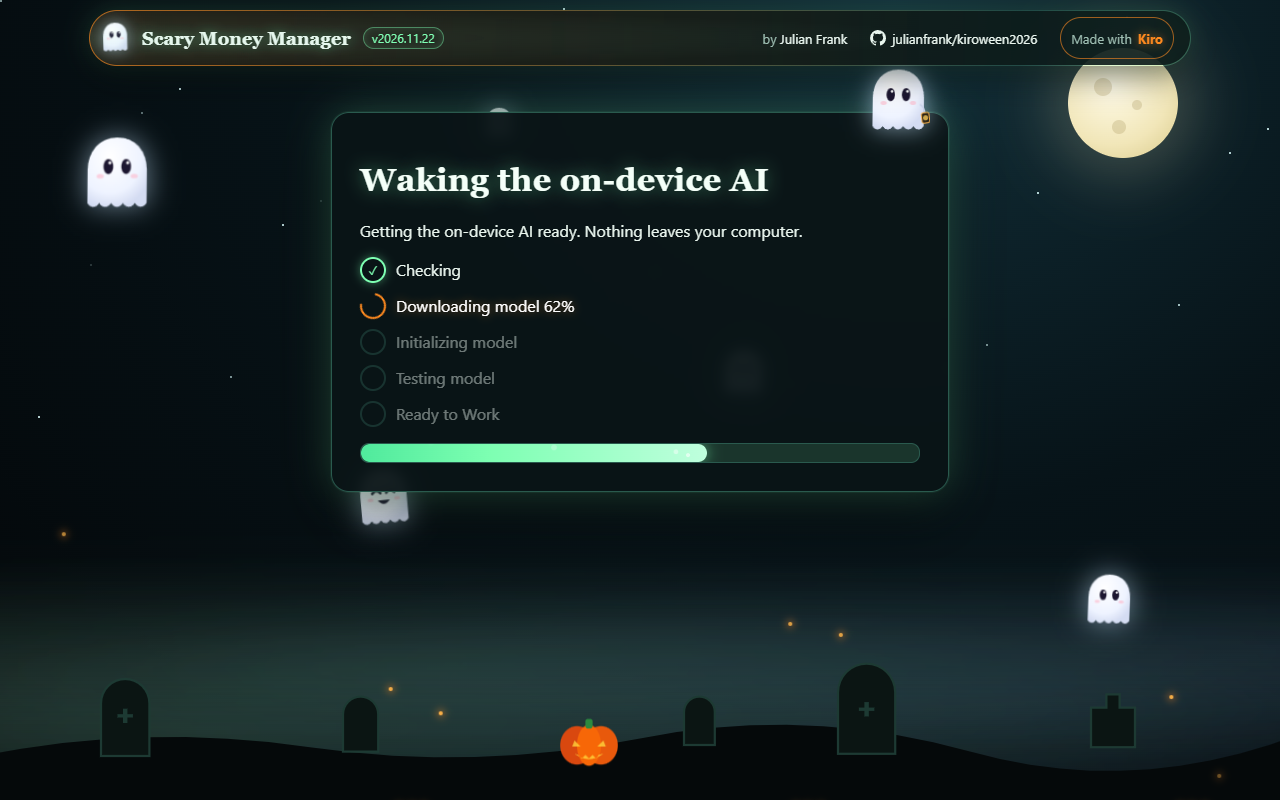 Scary Money Manager v2026.11.22 by Julian Frank julianfrank/kiroween2026 Made with Kiro
Waking the on-device AI
Getting the on-device AI ready. Nothing leaves your computer.
✓ Checking
Downloading model 62%
Initializing model
Testing model
Ready to Work